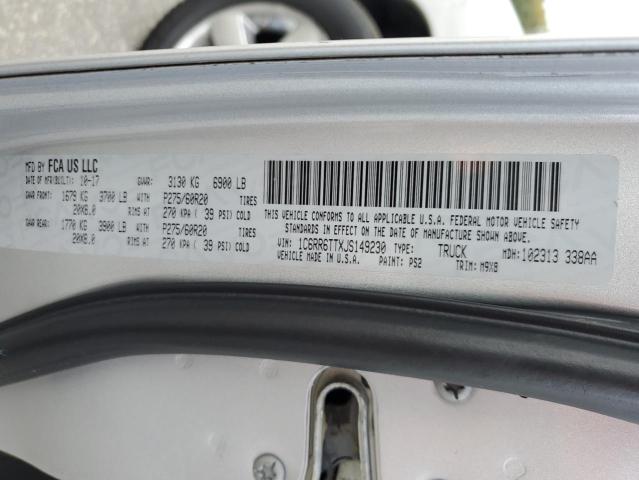 MFD BY FCA US LLC
DATE OF MFR(BUILT): 10-17 GVWR: 3130 KG 6900 LB
GAWR FRONT: 1679 KG 3700 LB WITH P275/60R20 TIRES
20X8.0 RIMS AT 270 KPA ( 39 PSI) COLD
GAWR REAR: 1770 KG 3900 LB WITH P275/60R20 TIRES
20X8.0 RIMS AT 270 KPA ( 39 PSI) COLD
THIS VEHICLE CONFORMS TO ALL APPLICABLE U.S.A. FEDERAL MOTOR VEHICLE SAFETY
STANDARDS IN EFFECT ON THE DATE OF MANUFACTURE SHOWN ABOVE.
VIN: 1C6RR6TTXJS149230 TYPE: TRUCK MDH: 102313 338AA
VEHICLE MADE IN U.S.A. PAINT: PS2 TRIM: M9X8